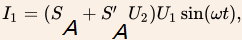 I₁ = (S_A + S′_A U₂)U₁ sin(ωt),